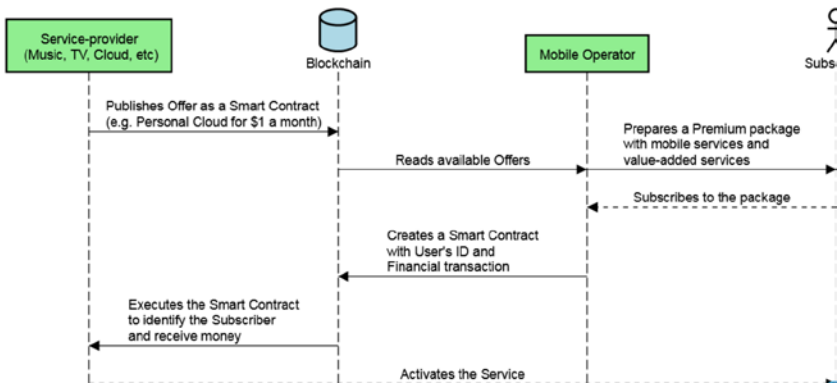 Service-provider
(Music, TV, Cloud, etc)
Blockchain
Mobile Operator
Subs
Publishes Offer as a Smart Contract
(e.g. Personal Cloud for $1 a month)
Reads available Offers
Prepares a Premium package
with mobile services and
value-added services
Subscribes to the package
Creates a Smart Contract
with User's ID and
Financial transaction
Executes the Smart Contract
to identify the Subscriber
and receive money
Activates the Service